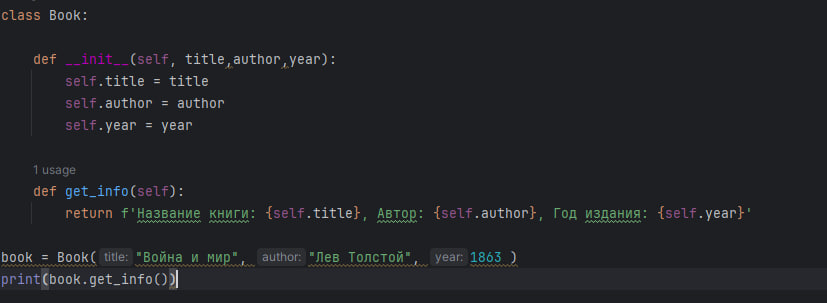 class Book:
def __init__(self, title,author,year):
self.title = title
self.author = author
self.year = year
1 usage
def get_info(self):
return f'Название книги: {self.title}, Автор: {self.author}, Год издания: {self.year}'
book = Book( title: "Война и мир", author: "Лев Толстой", year: 1863 )
print(book.get_info())